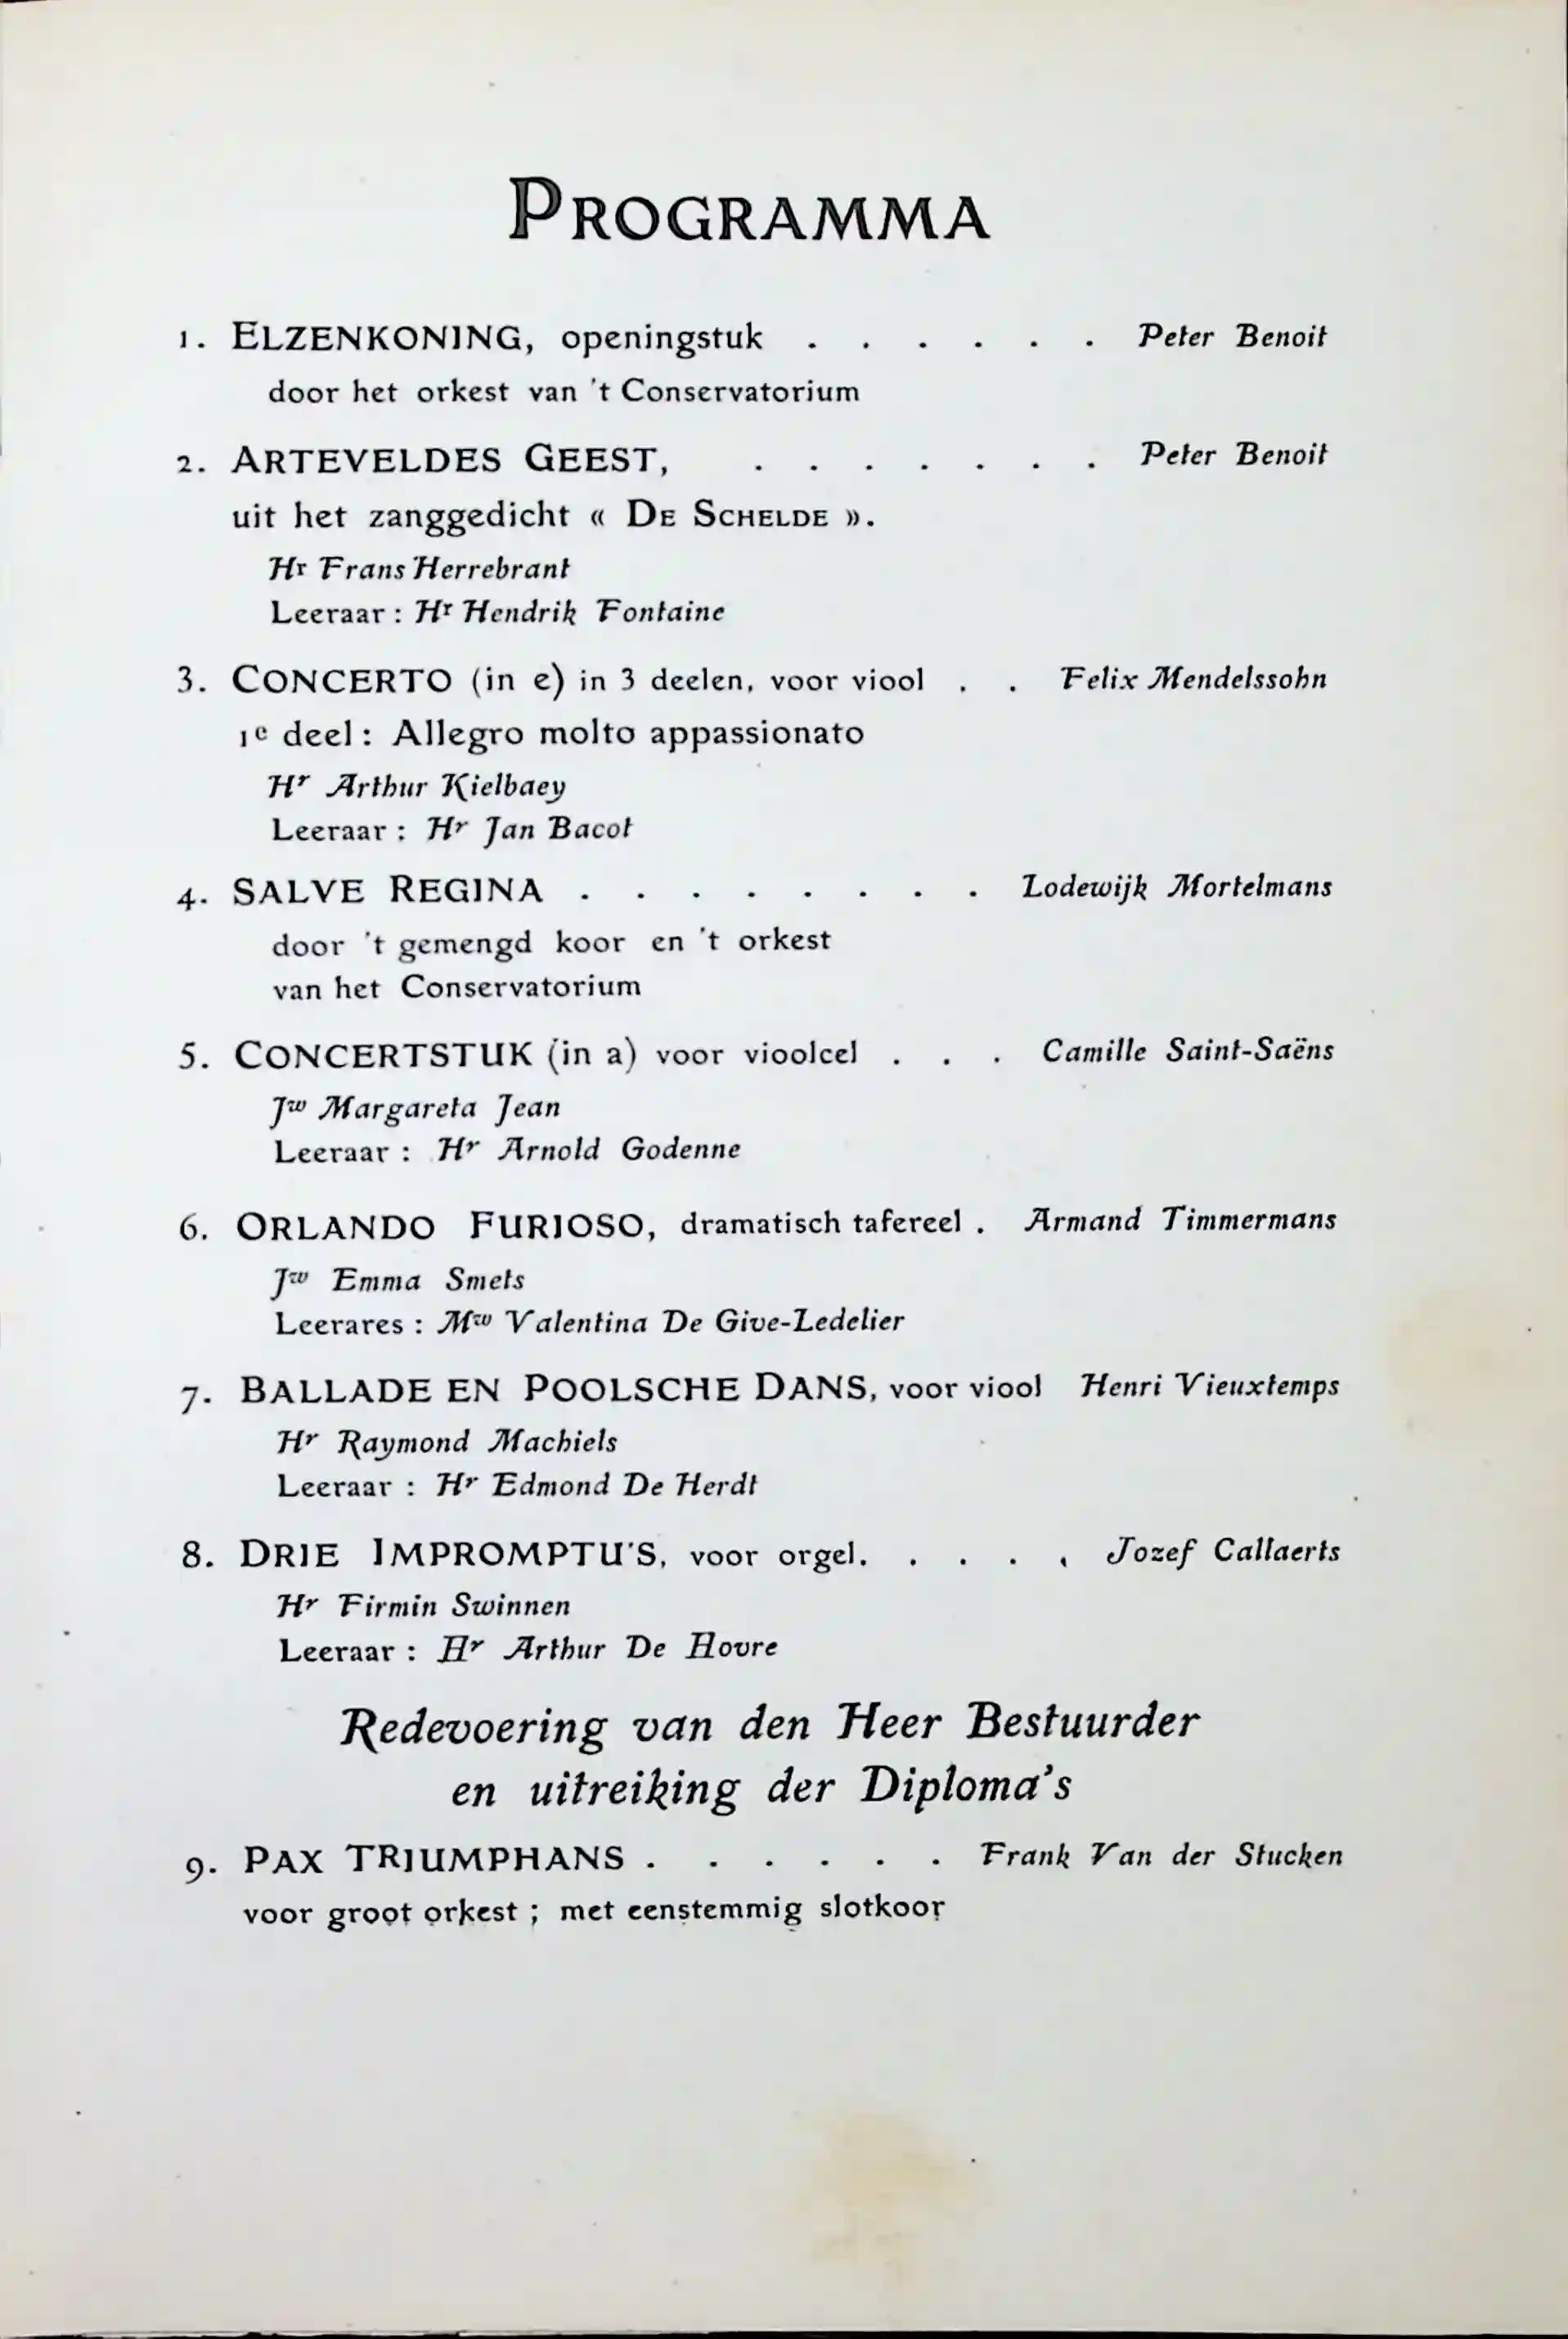 PROGRAMMA
1. ELZENKONING, openingstuk . . . . . . Peter Benoit
door het orkest van 't Conservatorium
2. ARTEVELDES GEEST, . . . . . . . Peter Benoit
uit het zanggedicht « DE SCHELDE ».
Hr Frans Herrebrant
Leeraar : Hr Hendrik Fontaine
3. CONCERTO (in e) in 3 deelen, voor viool . . Felix Mendelssohn
1e deel : Allegro molto appassionato
Hr Arthur Kielbaey
Leeraar : Hr Jan Bacot
4. SALVE REGINA . . . . . . . . Lodewijk Mortelmans
door 't gemengd koor en 't orkest
van het Conservatorium
5. CONCERTSTUK (in a) voor vioolcel . . . Camille Saint-Saëns
Jw Margareta Jean
Leeraar : Hr Arnold Godenne
6. ORLANDO FURIOSO, dramatisch tafereel . Armand Timmermans
Jw Emma Smets
Leerares : Mw Valentina De Give-Ledelier
7. BALLADE EN POOLSCHE DANS, voor viool Henri Vieuxtemps
Hr Raymond Machiels
Leeraar : Hr Edmond De Herdt
8. DRIE IMPROMPTU'S, voor orgel. . . . . Jozef Callaerts
Hr Firmin Swinnen
Leeraar : Hr Arthur De Hovre
Redevoering van den Heer Bestuurder
en uitreiking der Diploma's
9. PAX TRIUMPHANS . . . . . . Frank Van der Stucken
voor groot orkest ; met eenstemmig slotkoor